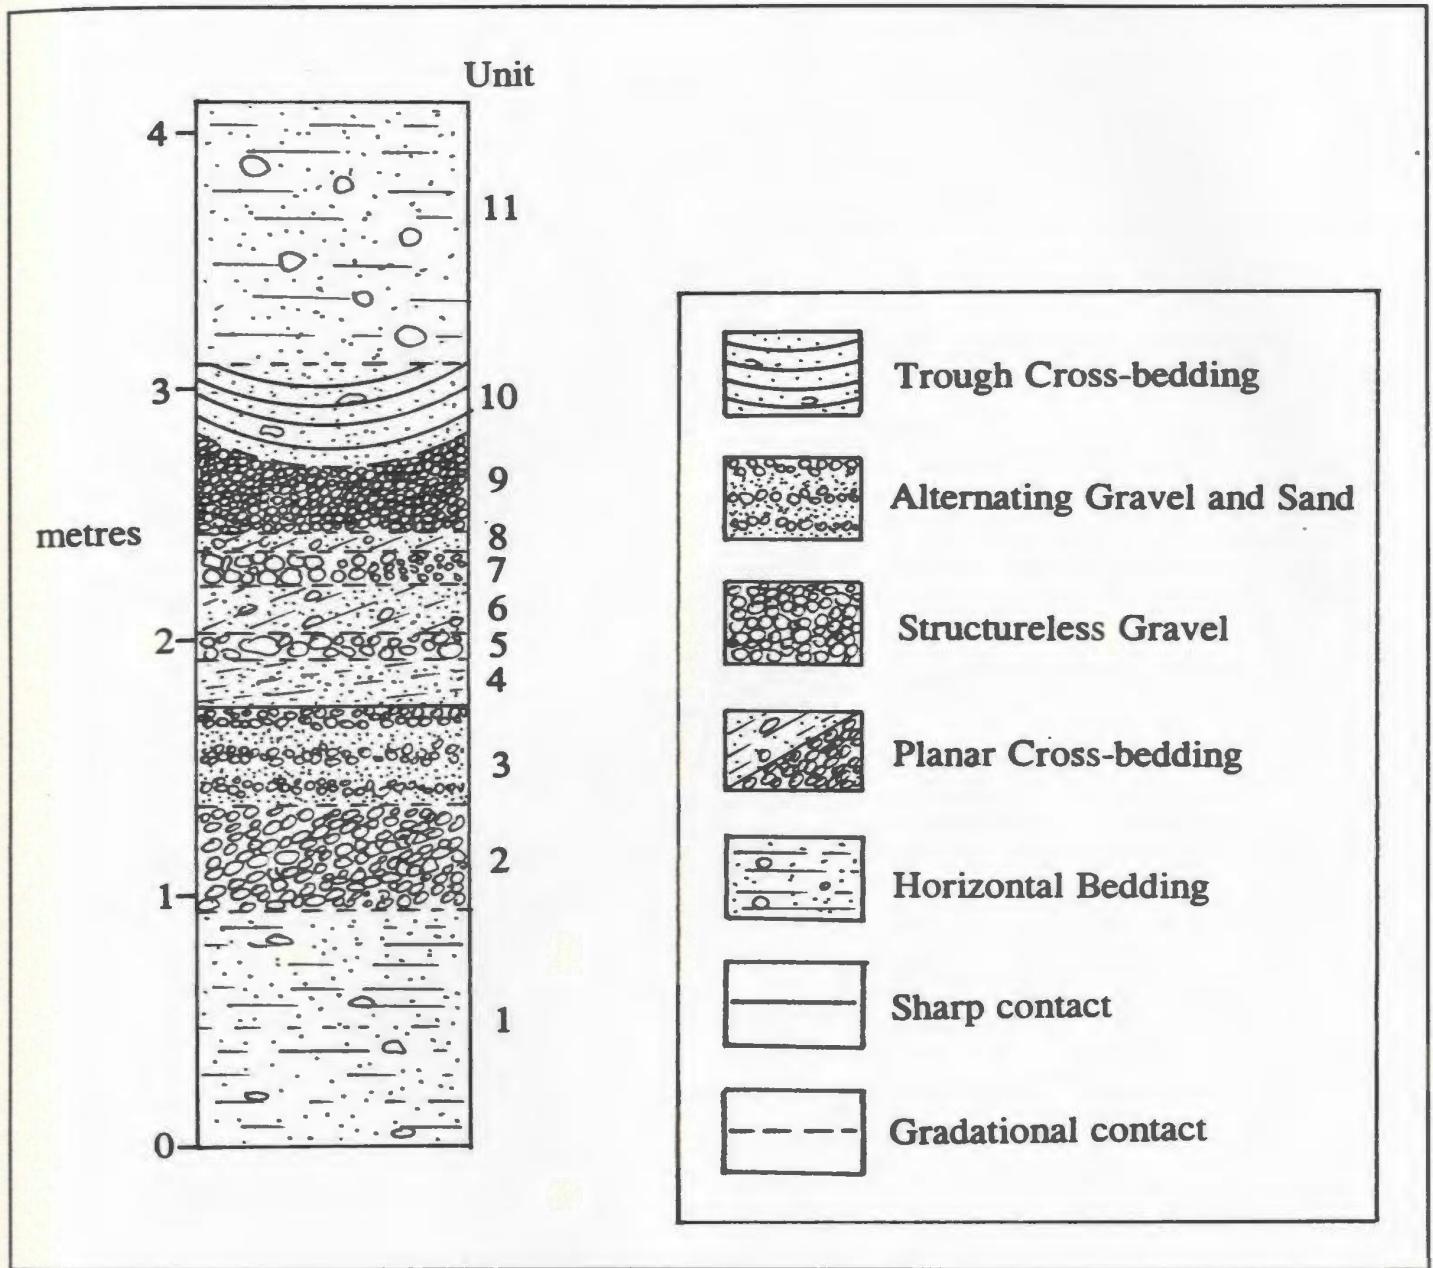 Unit
4
11
3
10
9
metres
8
7
6
2
5
4
3
2
1
1
0
Trough Cross-bedding
Alternating Gravel and Sand
Structureless Gravel
Planar Cross-bedding
Horizontal Bedding
Sharp contact
Gradational contact